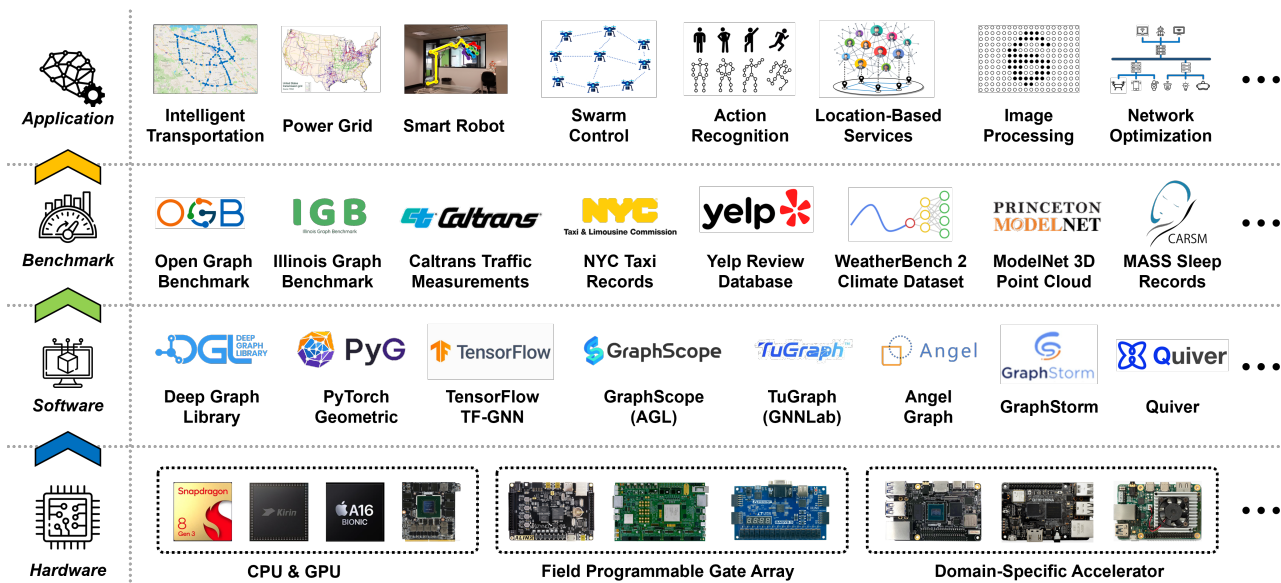 Application
Intelligent
Transportation
Power Grid
Smart Robot
Swarm
Control
Action
Recognition
Location-Based
Services
Image
Processing
Network
Optimization
Benchmark
OGB
IGB
Illinois Graph Benchmark
Caltrans
NYC
Taxi & Limousine Commission
yelp
PRINCETON
MODELNET
CARSM
Open Graph
Benchmark
Illinois Graph
Benchmark
Caltrans Traffic
Measurements
NYC Taxi
Records
Yelp Review
Database
WeatherBench 2
Climate Dataset
ModelNet 3D
Point Cloud
MASS Sleep
Records
Software
DGL
DEEP
GRAPH
LIBRARY
PyG
TensorFlow
GraphScope
TuGraph
Angel
GraphStorm
Quiver
Deep Graph
Library
PyTorch
Geometric
TensorFlow
TF-GNN
GraphScope
(AGL)
TuGraph
(GNNLab)
Angel
Graph
GraphStorm
Quiver
Hardware
Snapdragon
8
Gen 3
Kirin
A16
BIONIC
CPU & GPU
Field Programmable Gate Array
Domain-Specific Accelerator